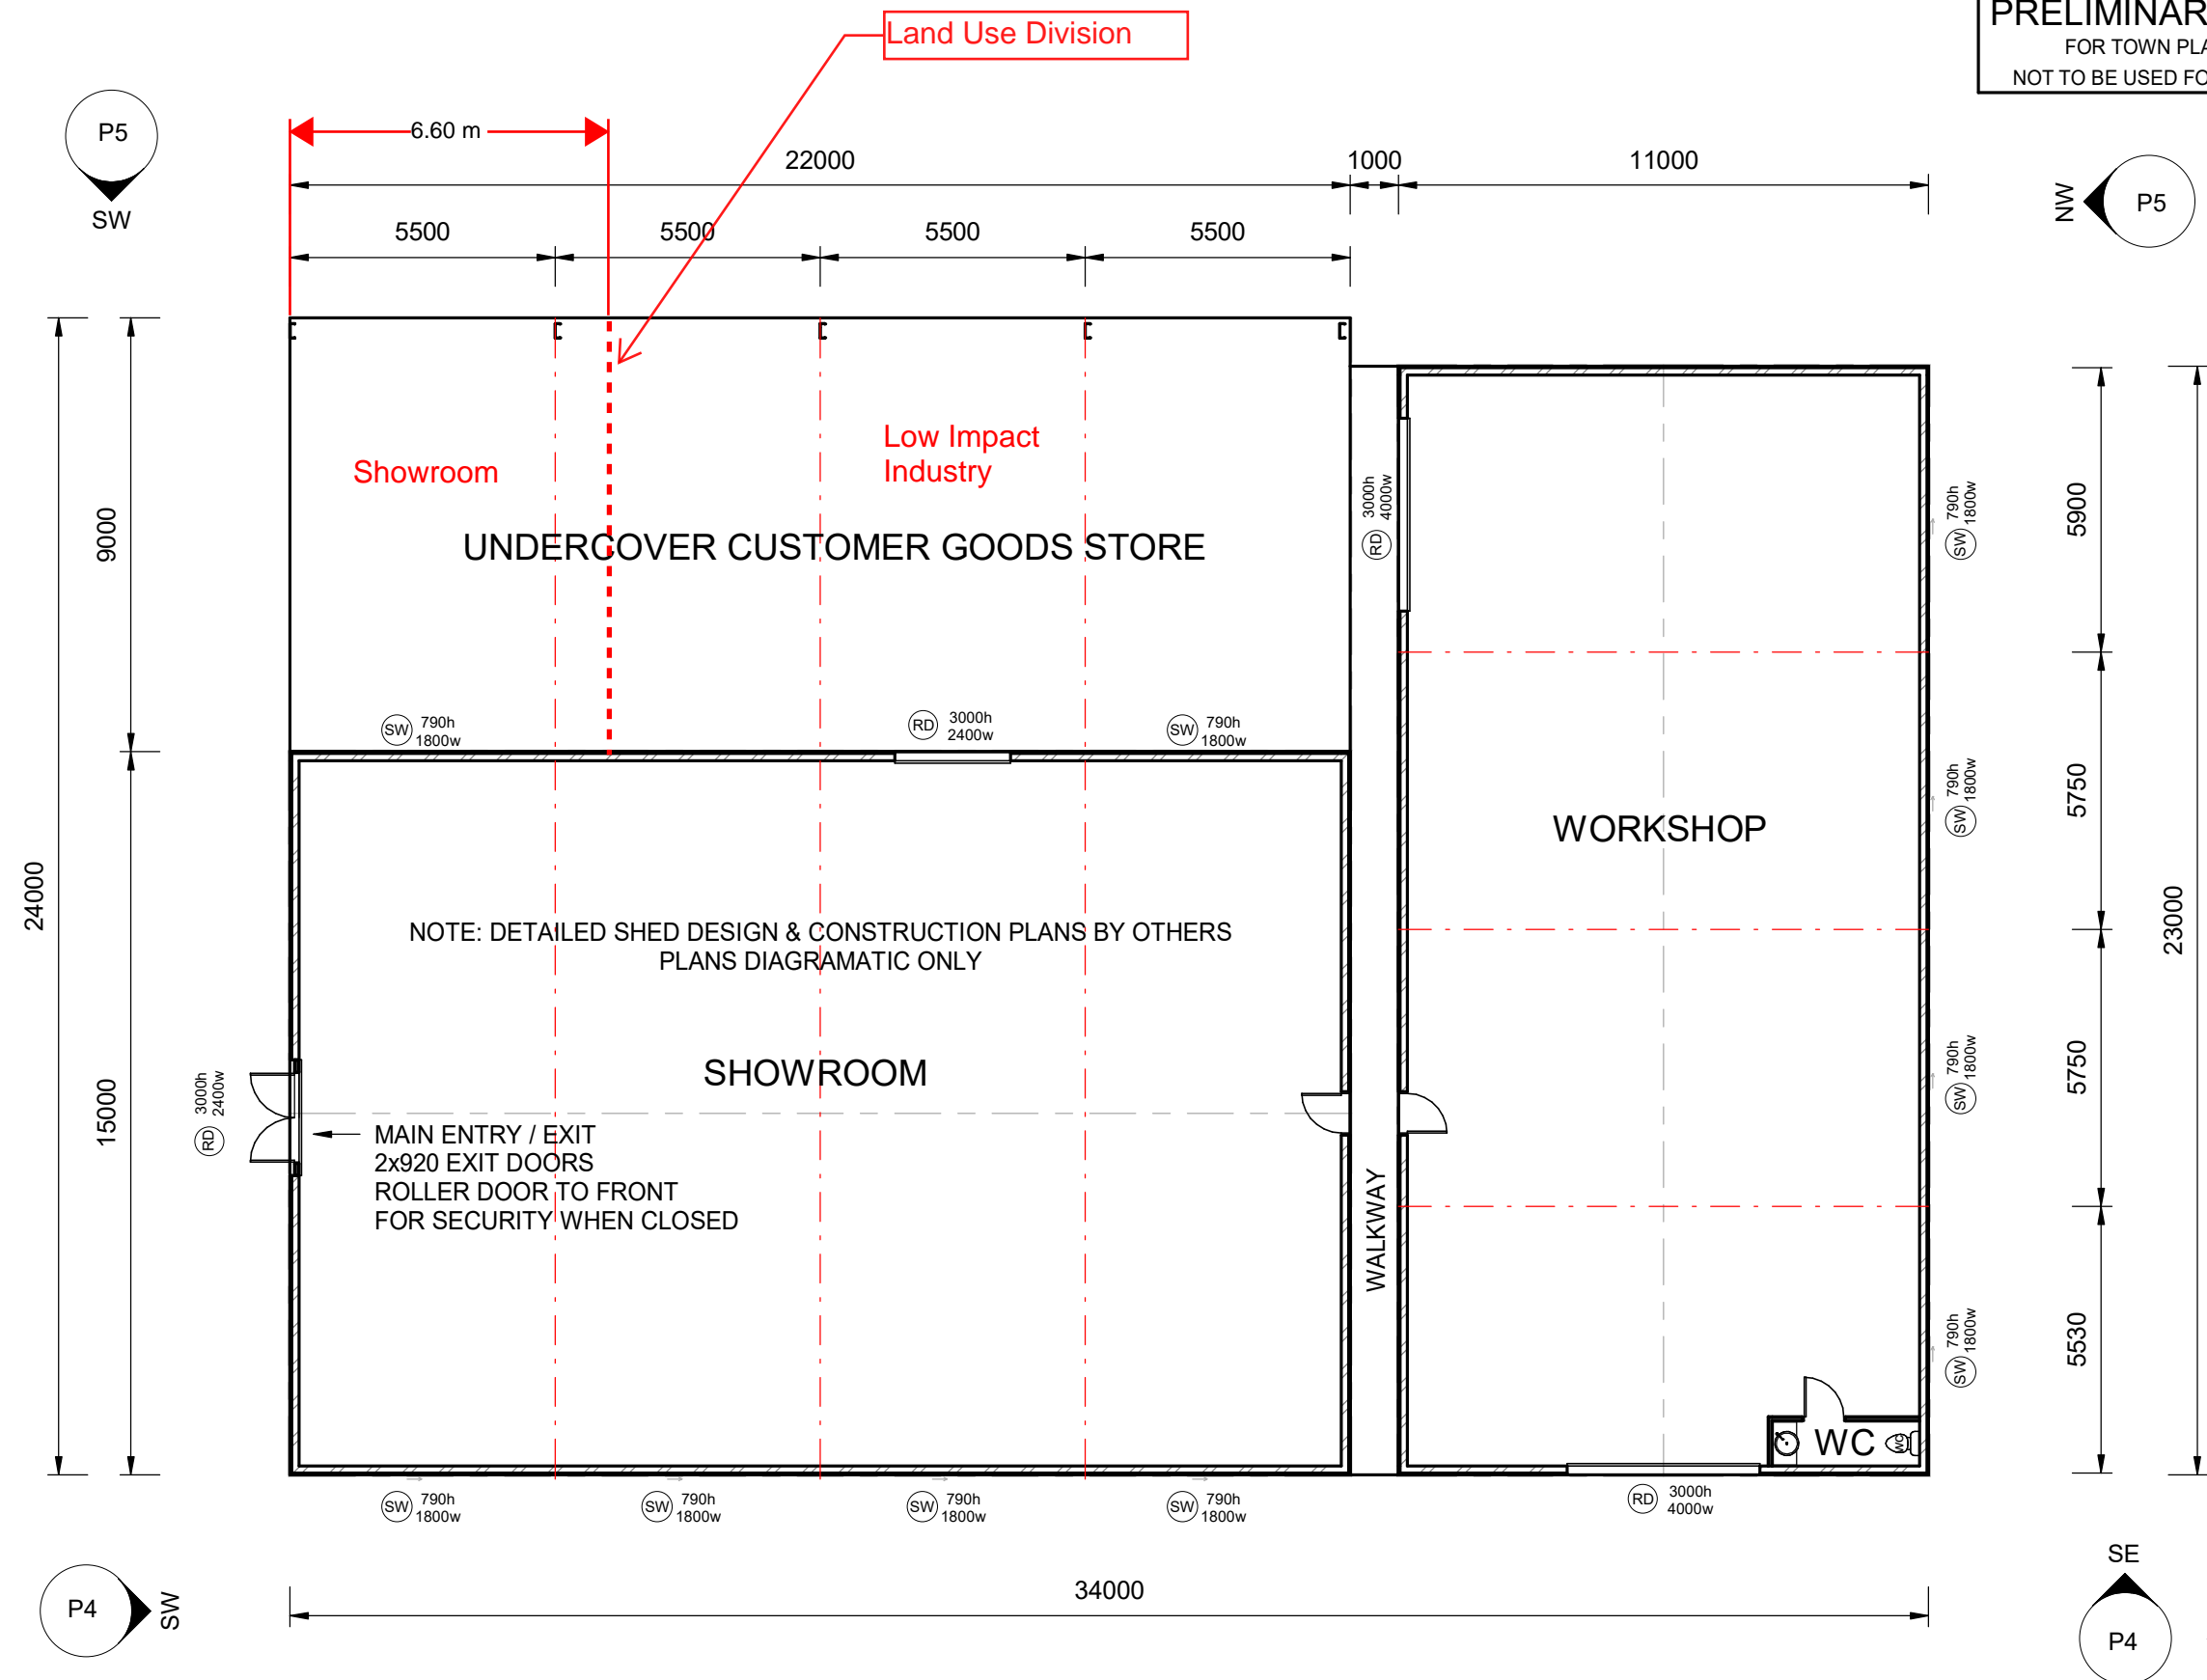 Land Use Division
PRELIMINAR
FOR TOWN PLA
NOT TO BE USED FO
P5
SW
6.60 m
22000
1000
11000
NW
P5
5500
5500
5500
5500
Showroom
Low Impact
Industry
UNDERCOVER CUSTOMER GOODS STORE
9000
24000
15000
RD 3000h
4000w
SW 790h
1800w
5900
SW 790h
1800w
RD 3000h
2400w
SW 790h
1800w
WORKSHOP
SW 790h
1800w
5750
23000
NOTE: DETAILED SHED DESIGN & CONSTRUCTION PLANS BY OTHERS
PLANS DIAGRAMATIC ONLY
SHOWROOM
RD 3000h
2400w
MAIN ENTRY / EXIT
2x920 EXIT DOORS
ROLLER DOOR TO FRONT
FOR SECURITY WHEN CLOSED
WALKWAY
SW 790h
1800w
5750
SW 790h
1800w
5530
WC
WC
SW 790h
1800w
SW 790h
1800w
SW 790h
1800w
SW 790h
1800w
RD 3000h
4000w
34000
P4
SW
SE
P4